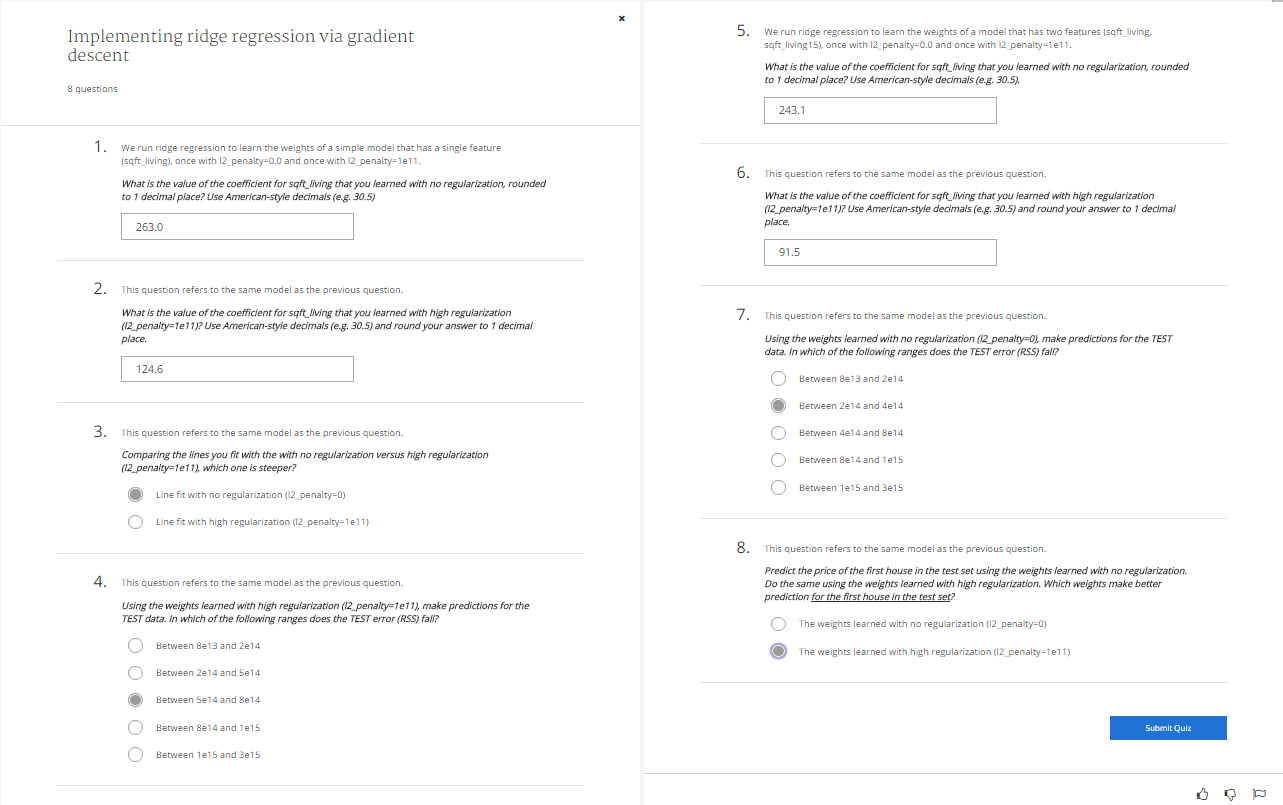 ×
Implementing ridge regression via gradient
descent
8 questions
1.
We run ridge regression to learn the weights of a simple model that has a single feature
(sqft_living), once with l2_penalty=0.0 and once with l2_penalty=1e11.
What is the value of the coefficient for sqft_living that you learned with no regularization, rounded
to 1 decimal place? Use American-style decimals (e.g. 30.5)
263.0
2.
This question refers to the same model as the previous question.
What is the value of the coefficient for sqft_living that you learned with high regularization
(l2_penalty=1e11)? Use American-style decimals (e.g. 30.5) and round your answer to 1 decimal
place.
124.6
3.
This question refers to the same model as the previous question.
Comparing the lines you fit with the with no regularization versus high regularization
(l2_penalty=1e11), which one is steeper?
Line fit with no regularization (l2_penalty=0)
Line fit with high regularization (l2_penalty=1e11)
4.
This question refers to the same model as the previous question.
Using the weights learned with high regularization (l2_penalty=1e11), make predictions for the
TEST data. In which of the following ranges does the TEST error (RSS) fall?
Between 8e13 and 2e14
Between 2e14 and 5e14
Between 5e14 and 8e14
Between 8e14 and 1e15
Between 1e15 and 3e15
5.
We run ridge regression to learn the weights of a model that has two features (sqft_living,
sqft_living15), once with l2_penalty=0.0 and once with l2_penalty=1e11.
What is the value of the coefficient for sqft_living that you learned with no regularization, rounded
to 1 decimal place? Use American-style decimals (e.g. 30.5).
243.1
6.
This question refers to the same model as the previous question.
What is the value of the coefficient for sqft_living that you learned with high regularization
(l2_penalty=1e11)? Use American-style decimals (e.g. 30.5) and round your answer to 1 decimal
place.
91.5
7.
This question refers to the same model as the previous question.
Using the weights learned with no regularization (l2_penalty=0), make predictions for the TEST
data. In which of the following ranges does the TEST error (RSS) fall?
Between 8e13 and 2e14
Between 2e14 and 4e14
Between 4e14 and 8e14
Between 8e14 and 1e15
Between 1e15 and 3e15
8.
This question refers to the same model as the previous question.
Predict the price of the first house in the test set using the weights learned with no regularization.
Do the same using the weights learned with high regularization. Which weights make better
prediction for the first house in the test set?
The weights learned with no regularization (l2_penalty=0)
The weights learned with high regularization (l2_penalty=1e11)
Submit Quiz